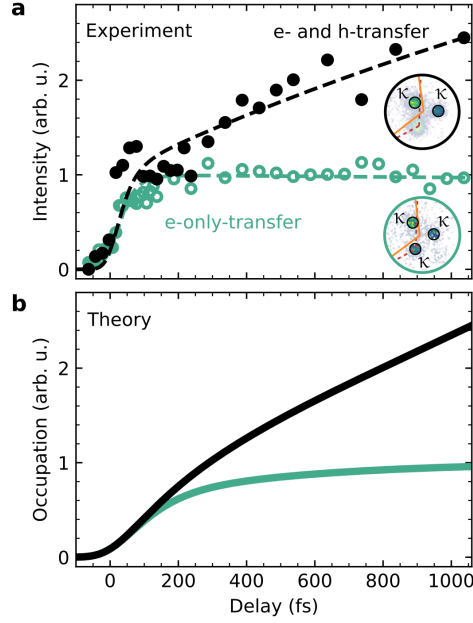 a
Experiment
e- and h-transfer
κ
κ
e-only-transfer
κ
κ
κ
Intensity (arb. u.)
2
1
0
b
Theory
Occupation (arb. u.)
2
1
0
0
200
400
600
800
1000
Delay (fs)